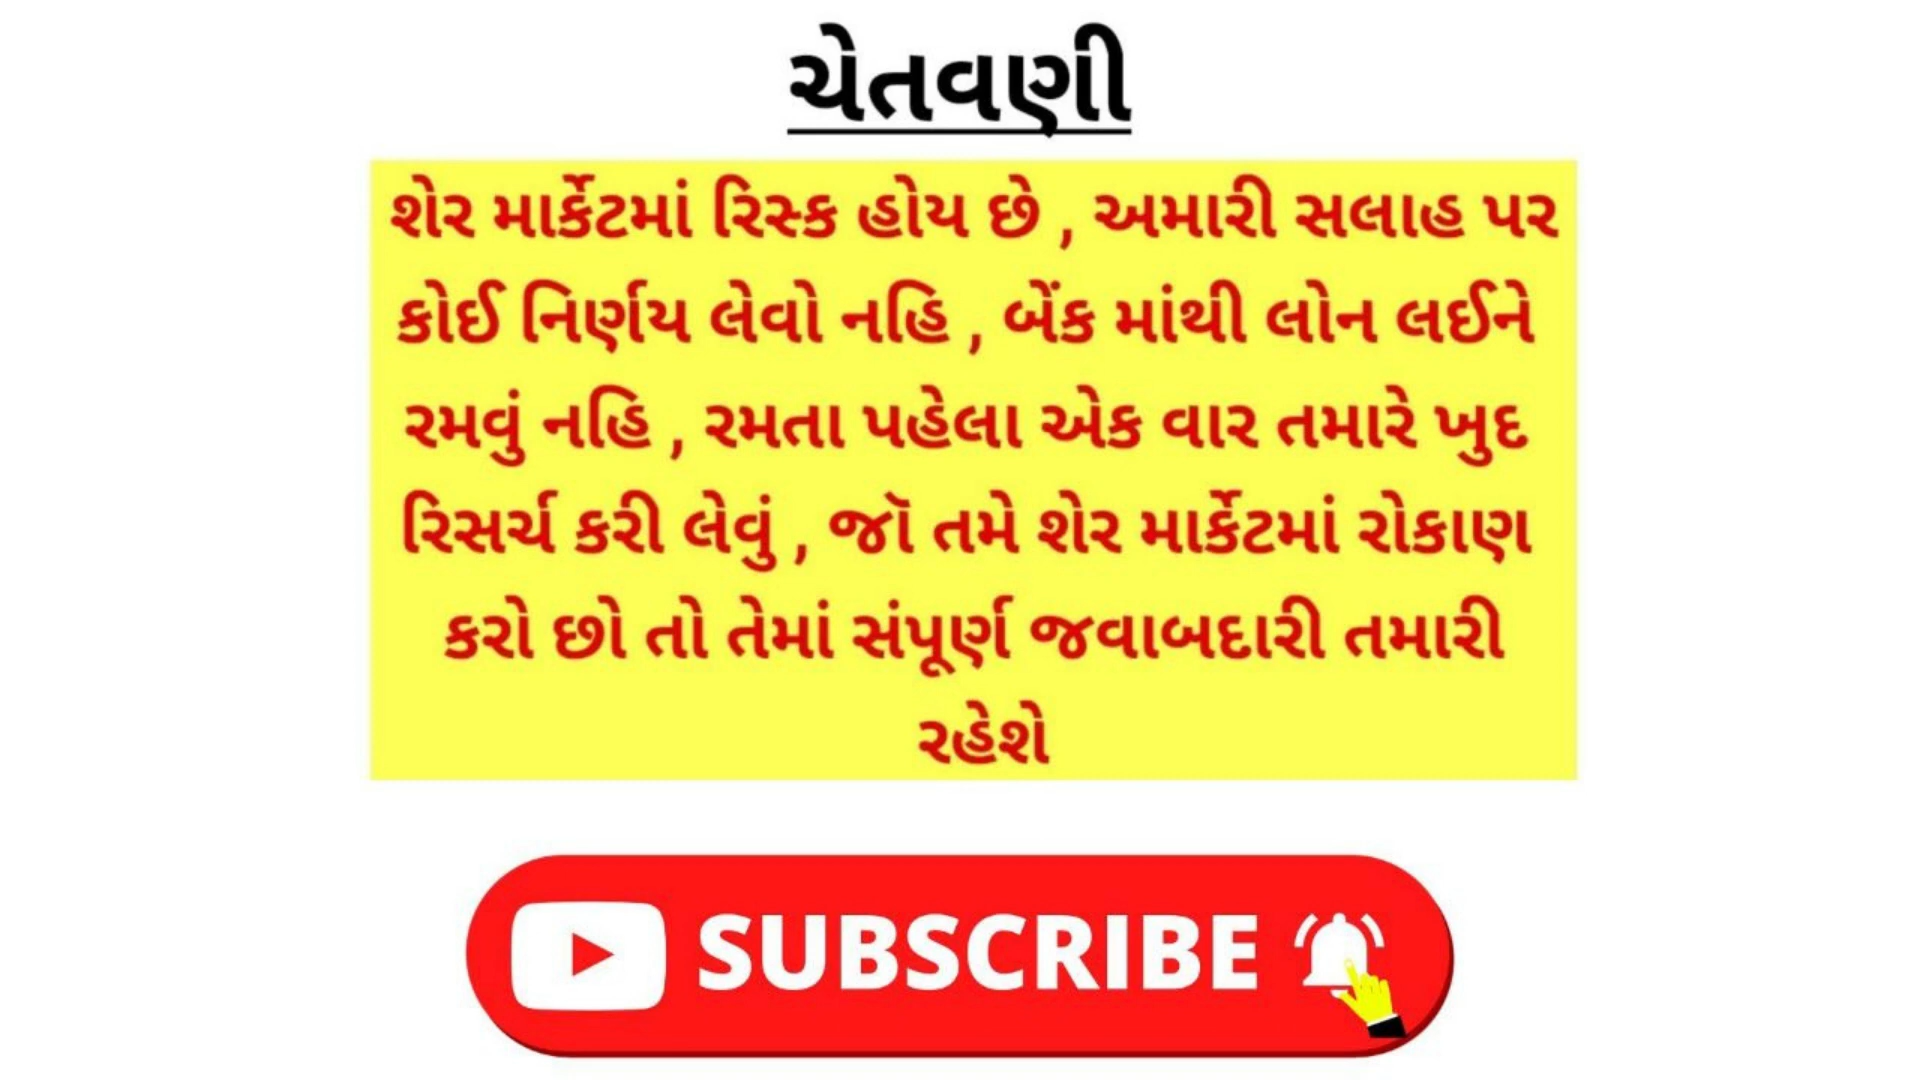 ચેતવણી
શેર માર્કેટમાં રિસ્ક હોય છે , અમારી સલાહ પર
કોઈ નિર્ણય લેવો નહિ , બેંક માંથી લોન લઈને
રમવું નહિ , રમતા પહેલા એક વાર તમારે ખુદ
રિસર્ચ કરી લેવું , જૉ તમે શેર માર્કેટમાં રોકાણ
કરો છો તો તેમાં સંપૂર્ણ જવાબદારી તમારી
રહેશે
SUBSCRIBE